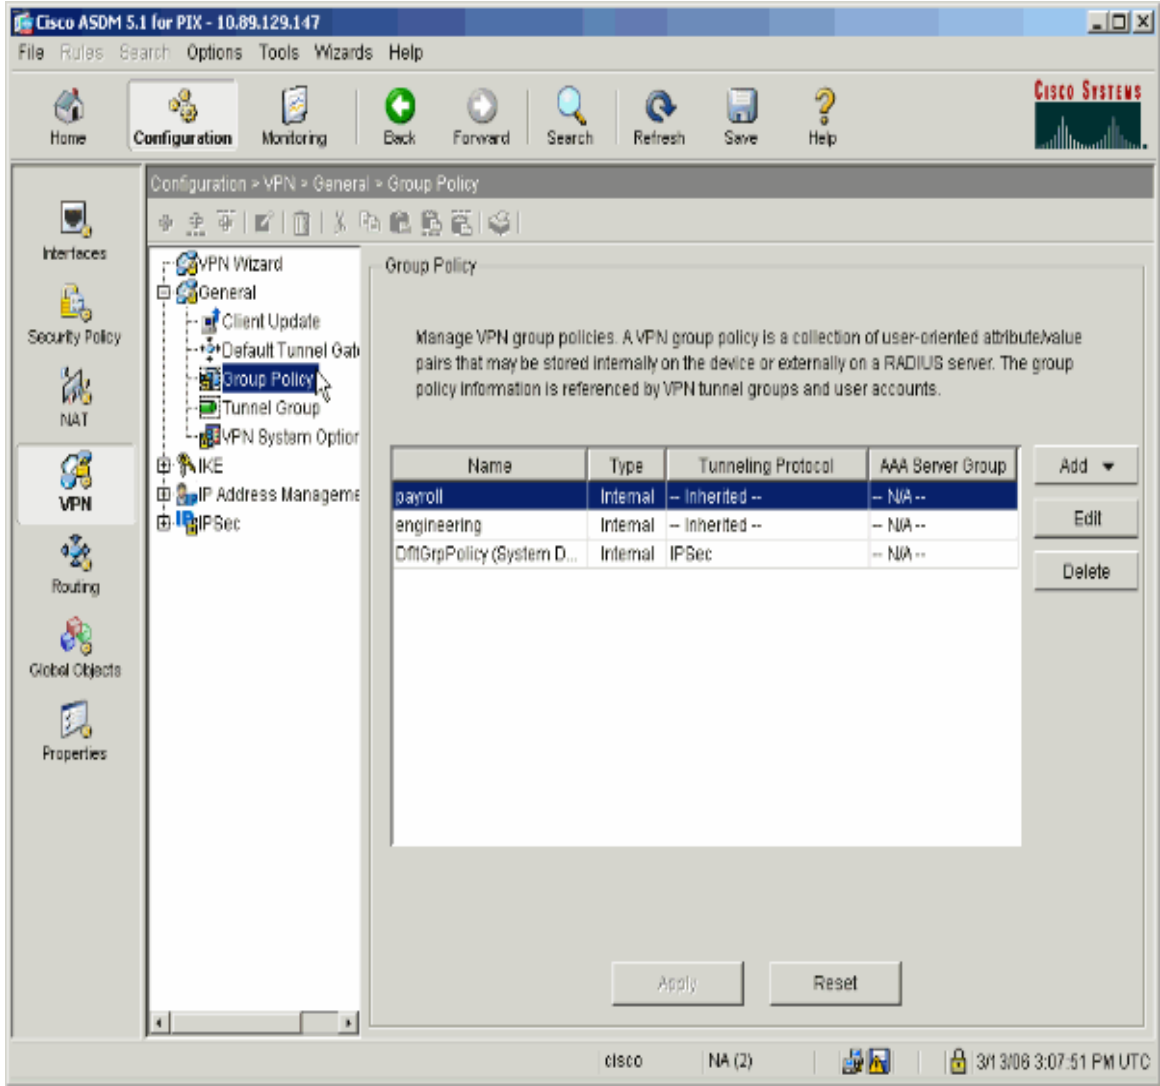 Cisco ASDM 5.1 for PIX - 10.89.129.147
File Rules Search Options Tools Wizards Help
Home Configuration Monitoring Back Forward Search Refresh Save Help
CISCO SYSTEMS
Configuration > VPN > General > Group Policy
Interfaces
Security Policy
NAT
VPN
Routing
Global Objects
Properties
VPN Wizard
General
Client Update
Default Tunnel Gate
Group Policy
Tunnel Group
VPN System Option
IKE
IP Address Manageme
IPSec
Group Policy
Manage VPN group policies. A VPN group policy is a collection of user-oriented attribute/value
pairs that may be stored internally on the device or externally on a RADIUS server. The group
policy information is referenced by VPN tunnel groups and user accounts.
Name Type Tunneling Protocol AAA Server Group
payroll Internal -- Inherited -- -- N/A --
engineering Internal -- Inherited -- -- N/A --
DfltGrpPolicy (System D... Internal IPSec -- N/A --
Add
Edit
Delete
Apply Reset
cisco NA (2) 3/13/06 3:07:51 PM UTC